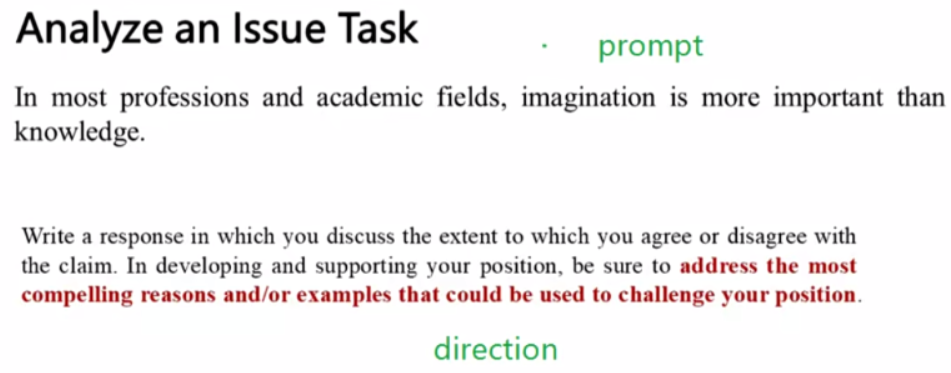 Analyze an Issue Task
prompt
In most professions and academic fields, imagination is more important than
knowledge.
Write a response in which you discuss the extent to which you agree or disagree with
the claim. In developing and supporting your position, be sure to address the most
compelling reasons and/or examples that could be used to challenge your position.
direction